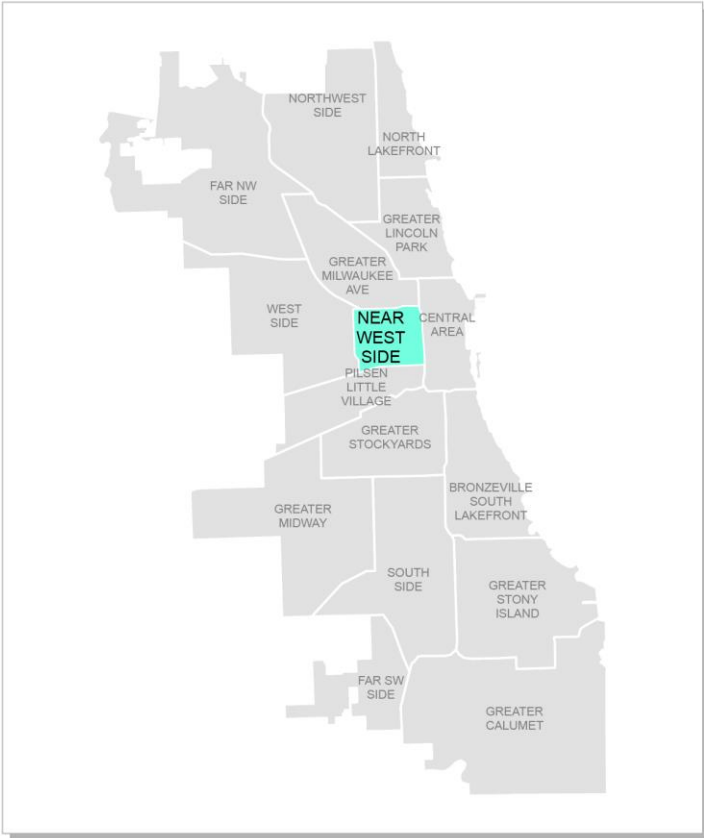 NORTHWEST
SIDE
NORTH
LAKEFRONT
FAR NW
SIDE
GREATER
LINCOLN
PARK
GREATER
MILWAUKEE
AVE
WEST
SIDE
NEAR
WEST
SIDE
CENTRAL
AREA
PILSEN
LITTLE
VILLAGE
GREATER
STOCKYARDS
BRONZEVILLE
SOUTH
LAKEFRONT
GREATER
MIDWAY
SOUTH
SIDE
GREATER
STONY
ISLAND
FAR SW
SIDE
GREATER
CALUMET